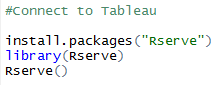 #Connect to Tableau
install.packages("Rserve")
library(Rserve)
Rserve()